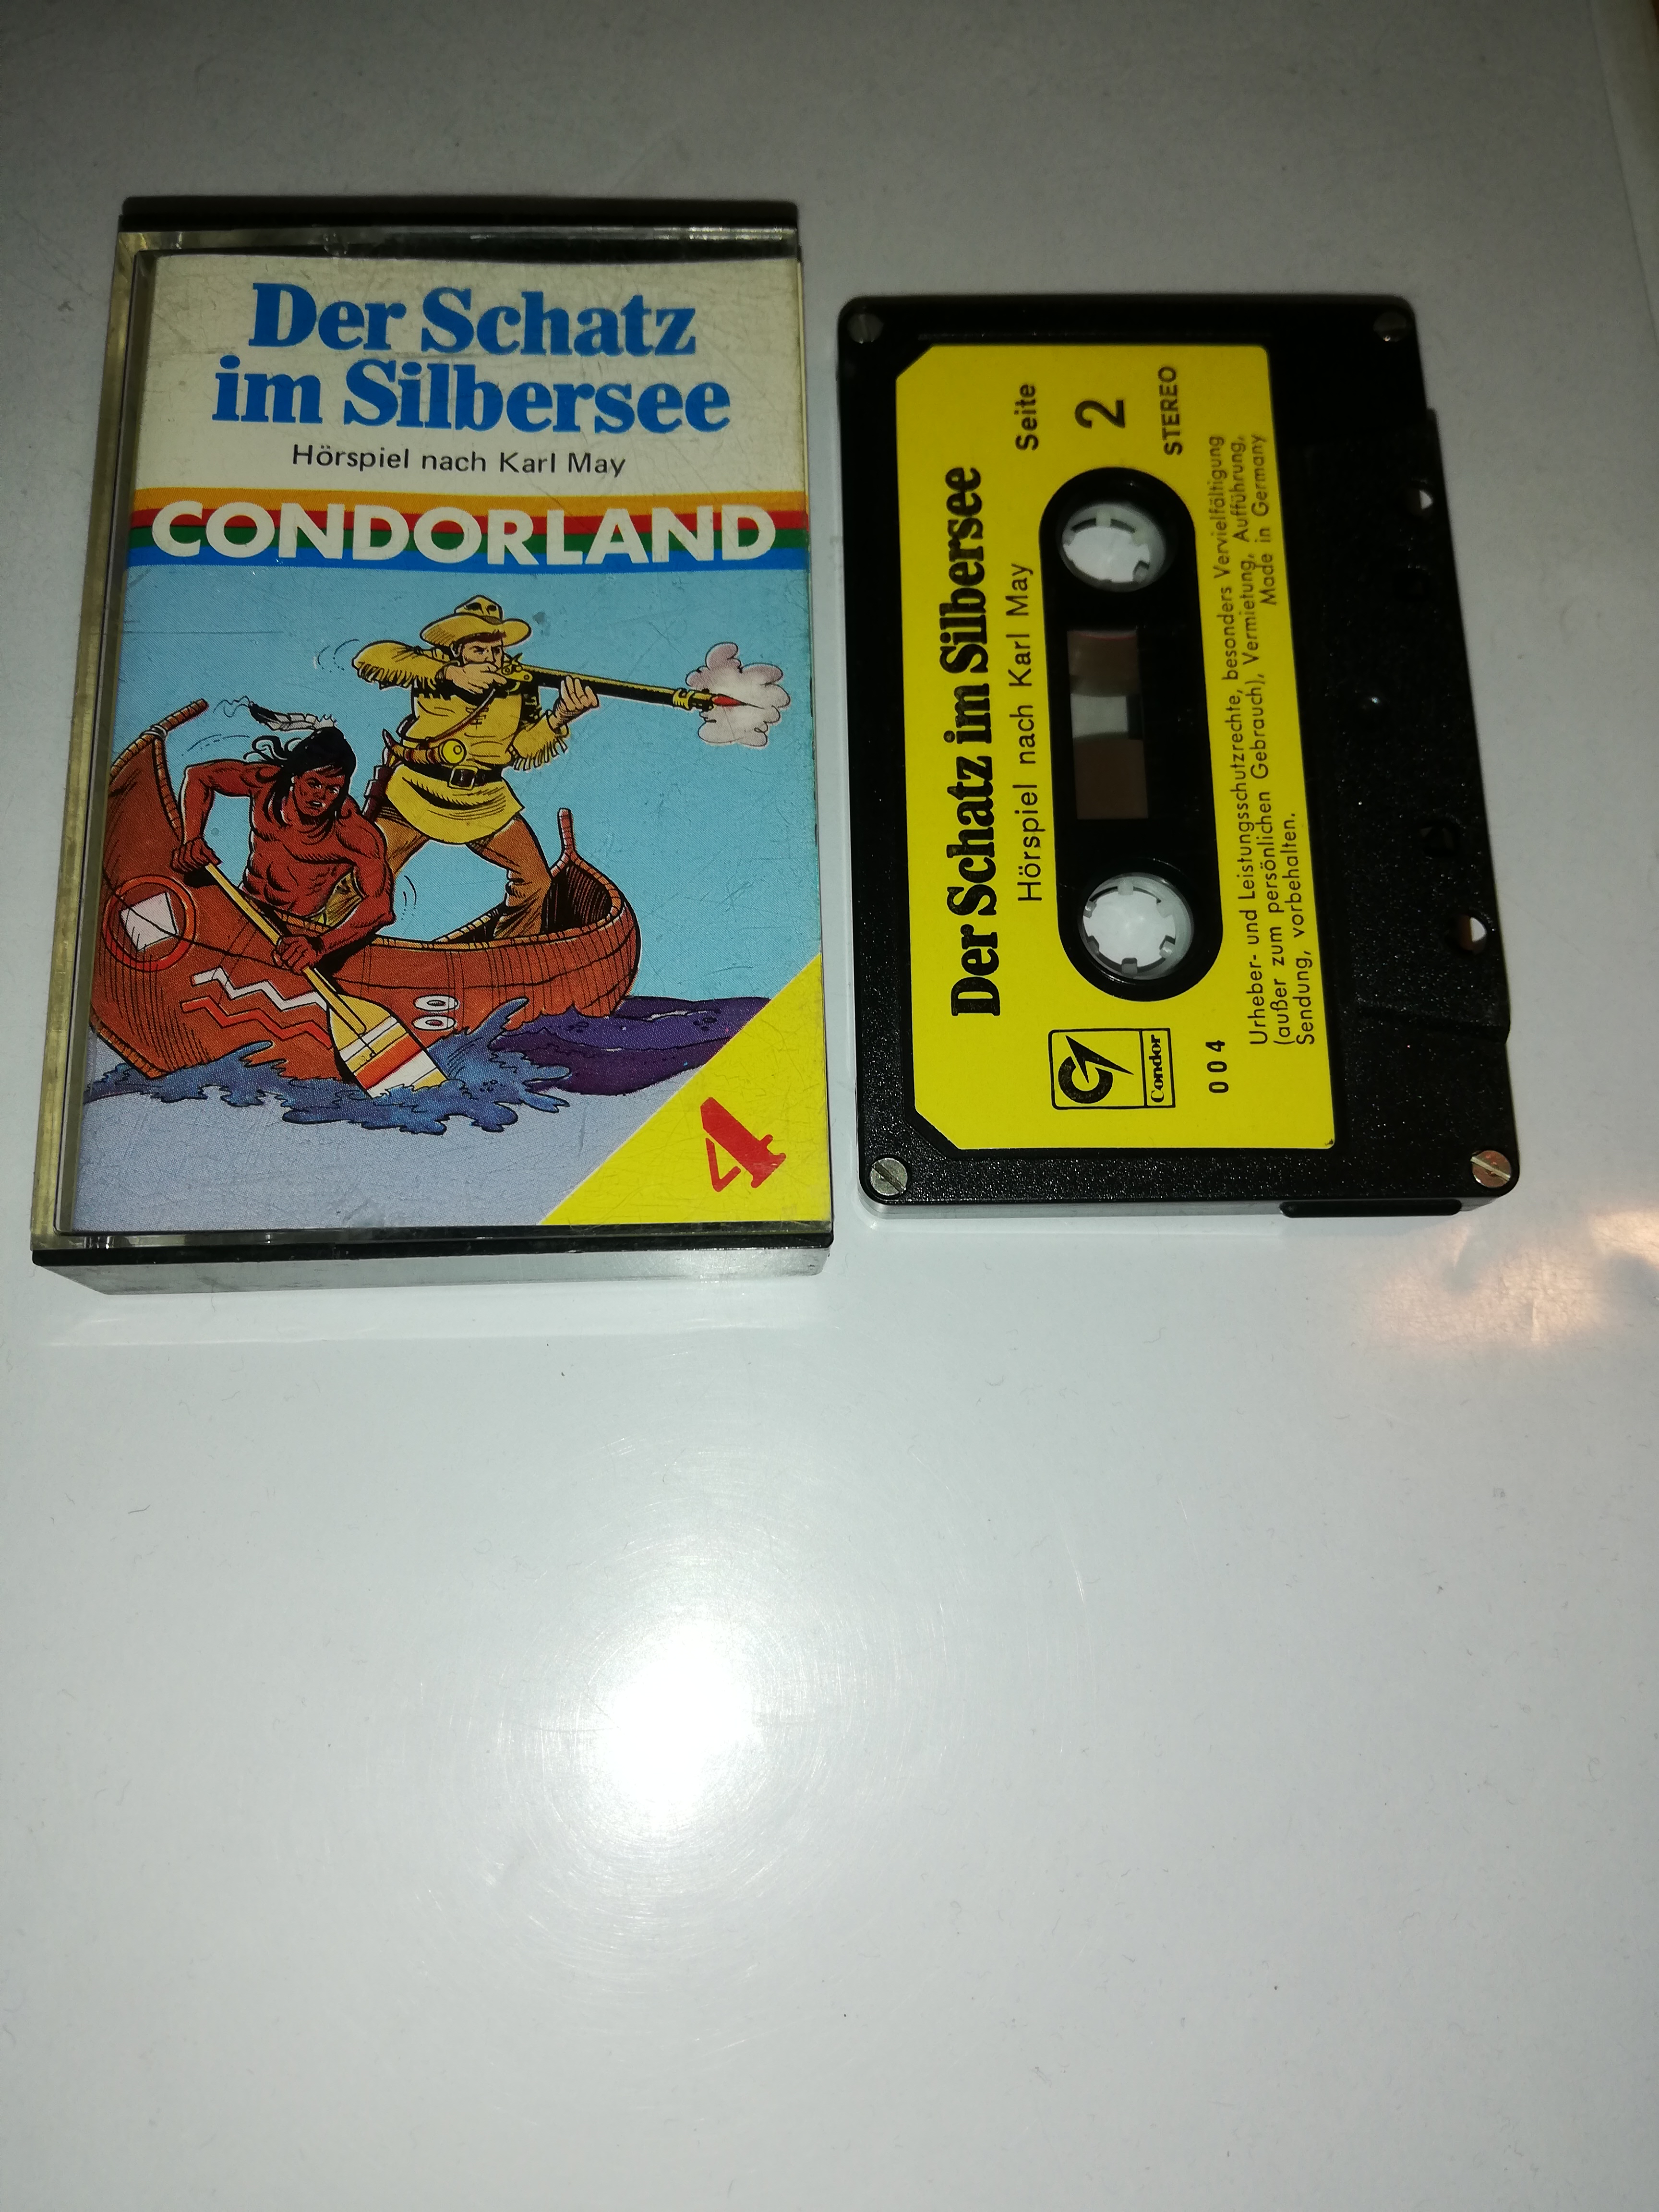 Der Schatz
im Silbersee
Hörspiel nach Karl May
CONDORLAND
4
Der Schatz im Silbersee
Hörspiel nach Karl May
Seite
2
STEREO
Condor
004
Urheber- und Leistungsschutzrechte, besonders Vervielfältigung
(außer zum persönlichen Gebrauch), Vermietung, Aufführung,
Sendung, vorbehalten.
Made in Germany